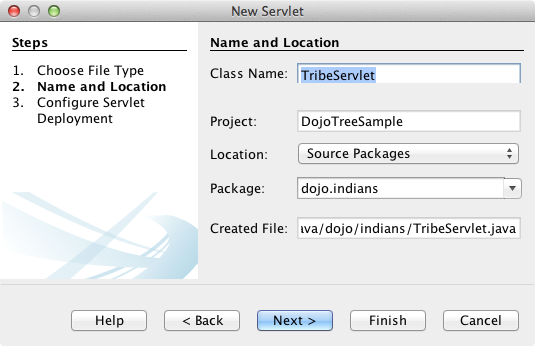 New Servlet
Steps
1. Choose File Type
2. Name and Location
3. Configure Servlet
Deployment
Name and Location
Class Name: TribeServlet
Project: DojoTreeSample
Location: Source Packages
Package: dojo.indians
Created File: ava/dojo/indians/TribeServlet.java
Help < Back Next > Finish Cancel